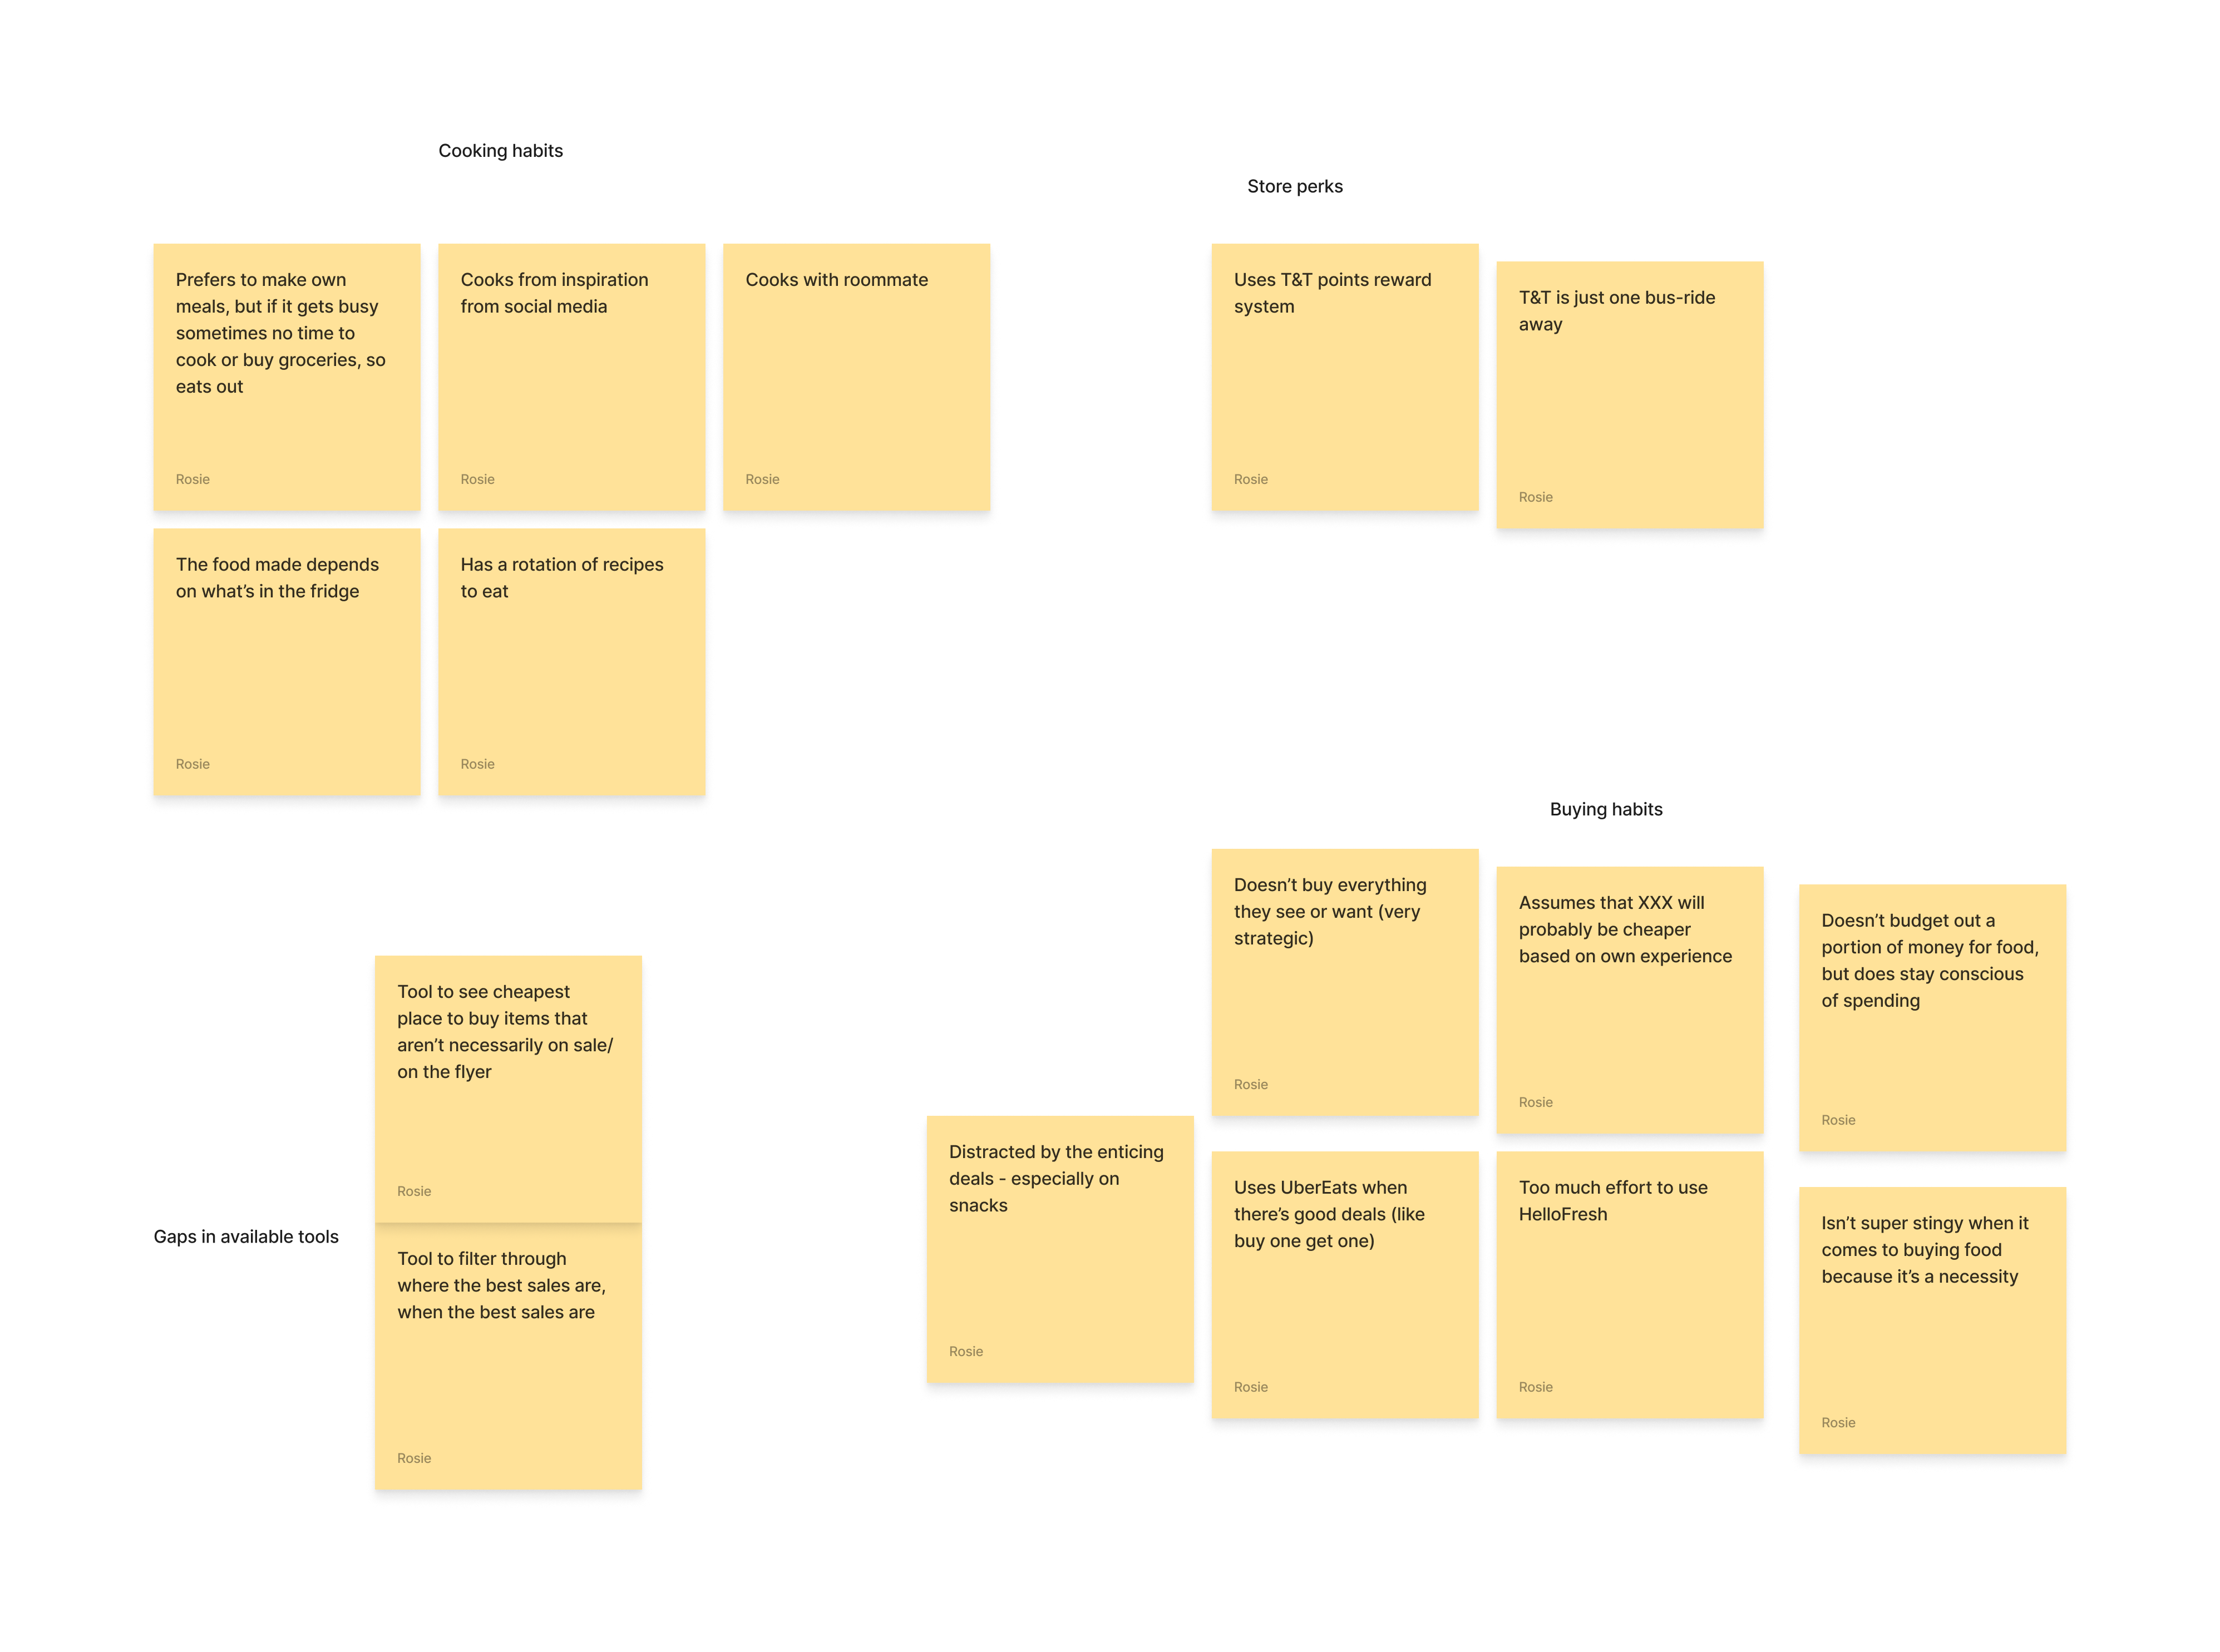 Cooking habits
Prefers to make own
meals, but if it gets busy
sometimes no time to
cook or buy groceries, so
eats out
Rosie
Cooks from inspiration
from social media
Rosie
Cooks with roommate
Rosie
The food made depends
on what’s in the fridge
Rosie
Has a rotation of recipes
to eat
Rosie
Store perks
Uses T&T points reward
system
Rosie
T&T is just one bus-ride
away
Rosie
Gaps in available tools
Tool to see cheapest
place to buy items that
aren’t necessarily on sale/
on the flyer
Rosie
Tool to filter through
where the best sales are,
when the best sales are
Rosie
Buying habits
Doesn’t buy everything
they see or want (very
strategic)
Rosie
Assumes that XXX will
probably be cheaper
based on own experience
Rosie
Doesn’t budget out a
portion of money for food,
but does stay conscious
of spending
Rosie
Distracted by the enticing
deals - especially on
snacks
Rosie
Uses UberEats when
there’s good deals (like
buy one get one)
Rosie
Too much effort to use
HelloFresh
Rosie
Isn’t super stingy when it
comes to buying food
because it’s a necessity
Rosie